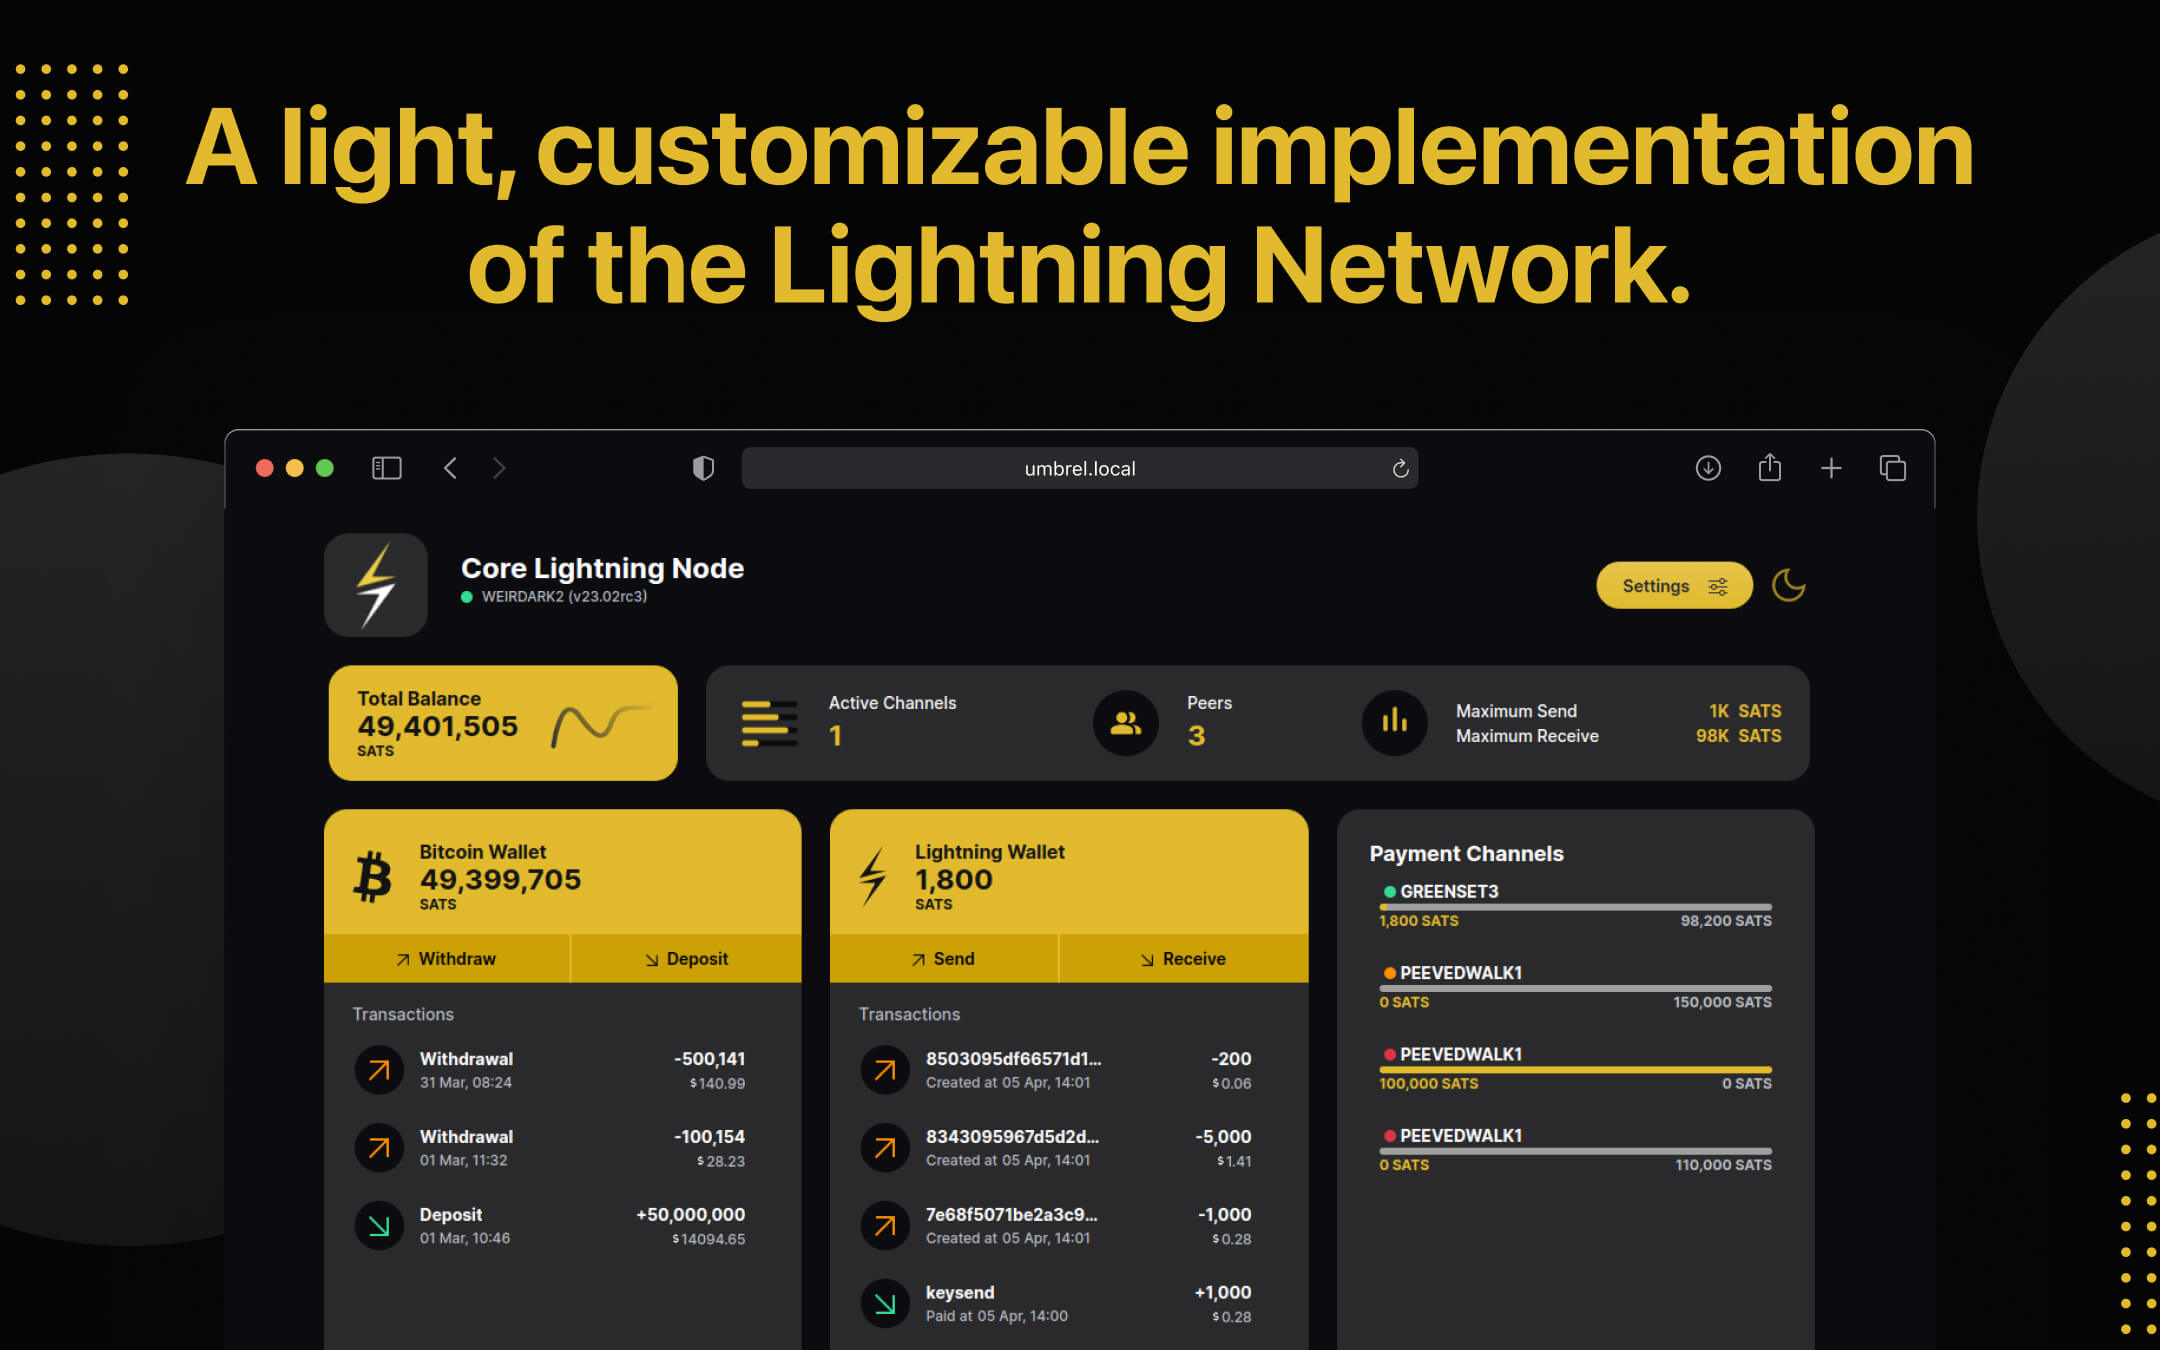 A light, customizable implementation
of the Lightning Network.
umbrel.local
Core Lightning Node
WEIRDARK2 (v23.02rc3)
Settings
Total Balance
49,401,505
SATS
Active Channels
1
Peers
3
Maximum Send 1K SATS
Maximum Receive 98K SATS
Bitcoin Wallet
49,399,705
SATS
Withdraw Deposit
Transactions
Withdrawal -500,141
31 Mar, 08:24 $140.99
Withdrawal -100,154
01 Mar, 11:32 $28.23
Deposit +50,000,000
01 Mar, 10:46 $14094.65
Lightning Wallet
1,800
SATS
Send Receive
Transactions
8503095df66571d1... -200
Created at 05 Apr, 14:01 $0.06
8343095967d5d2d... -5,000
Created at 05 Apr, 14:01 $1.41
7e68f5071be2a3c9... -1,000
Created at 05 Apr, 14:01 $0.28
keysend +1,000
Paid at 05 Apr, 14:00 $0.28
Payment Channels
GREENSET3
1,800 SATS 98,200 SATS
PEEVEDWALK1
0 SATS 150,000 SATS
PEEVEDWALK1
100,000 SATS 0 SATS
PEEVEDWALK1
0 SATS 110,000 SATS